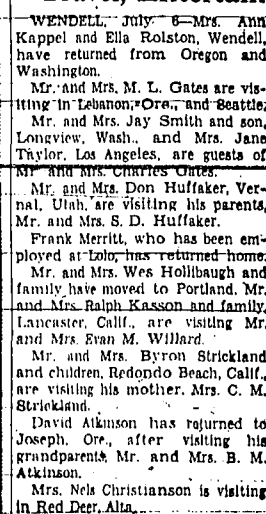 WENDELL, July 6—Mrs. Ann
Kappel and Ella Rolston, Wendell,
have returned from Oregon and
Washington.
Mr. and Mrs. M. L. Gates are vis-
iting in Lebanon, Ore., and Seattle.
Mr. and Mrs. Jay Smith and son,
Longview, Wash., and Mrs. Jane
Taylor, Los Angeles, are guests of
Mr. and Mrs. Charles Gates.
Mr. and Mrs. Don Huffaker, Ver-
nal, Utah, are visiting his parents,
Mr. and Mrs. S. D. Huffaker.
Frank Merritt, who has been em-
ployed at Lolo, has returned home.
Mr. and Mrs. Wes Hollibaugh and
family have moved to Portland. Mr.
and Mrs. Ralph Kasson and family,
Lancaster, Calif., are visiting Mr.
and Mrs. Evan M. Willard.
Mr. and Mrs. Byron Strickland
and children, Redondo Beach, Calif.,
are visiting his mother, Mrs. C. M.
Strickland.
David Atkinson has returned to
Joseph, Ore., after visiting his
grandparents, Mr. and Mrs. B. M.
Atkinson.
Mrs. Nels Christianson is visiting
in Red Deer, Alta.